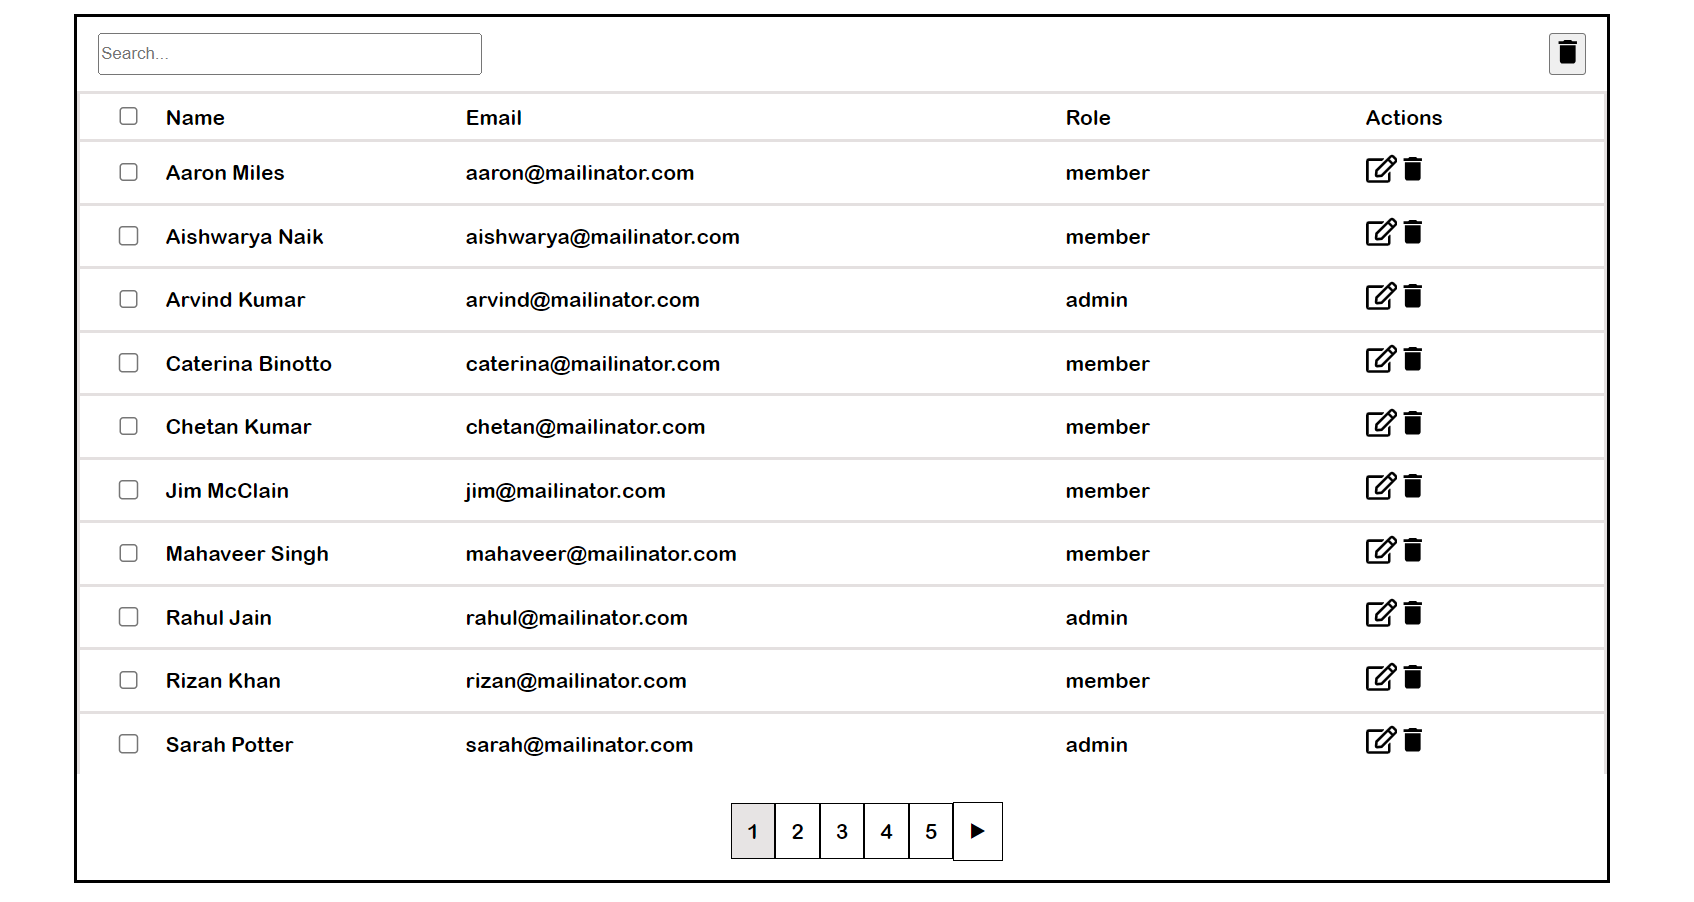 Search...
Name Email Role Actions
Aaron Miles aaron@mailinator.com member
Aishwarya Naik aishwarya@mailinator.com member
Arvind Kumar arvind@mailinator.com admin
Caterina Binotto caterina@mailinator.com member
Chetan Kumar chetan@mailinator.com member
Jim McClain jim@mailinator.com member
Mahaveer Singh mahaveer@mailinator.com member
Rahul Jain rahul@mailinator.com admin
Rizan Khan rizan@mailinator.com member
Sarah Potter sarah@mailinator.com admin
1 2 3 4 5